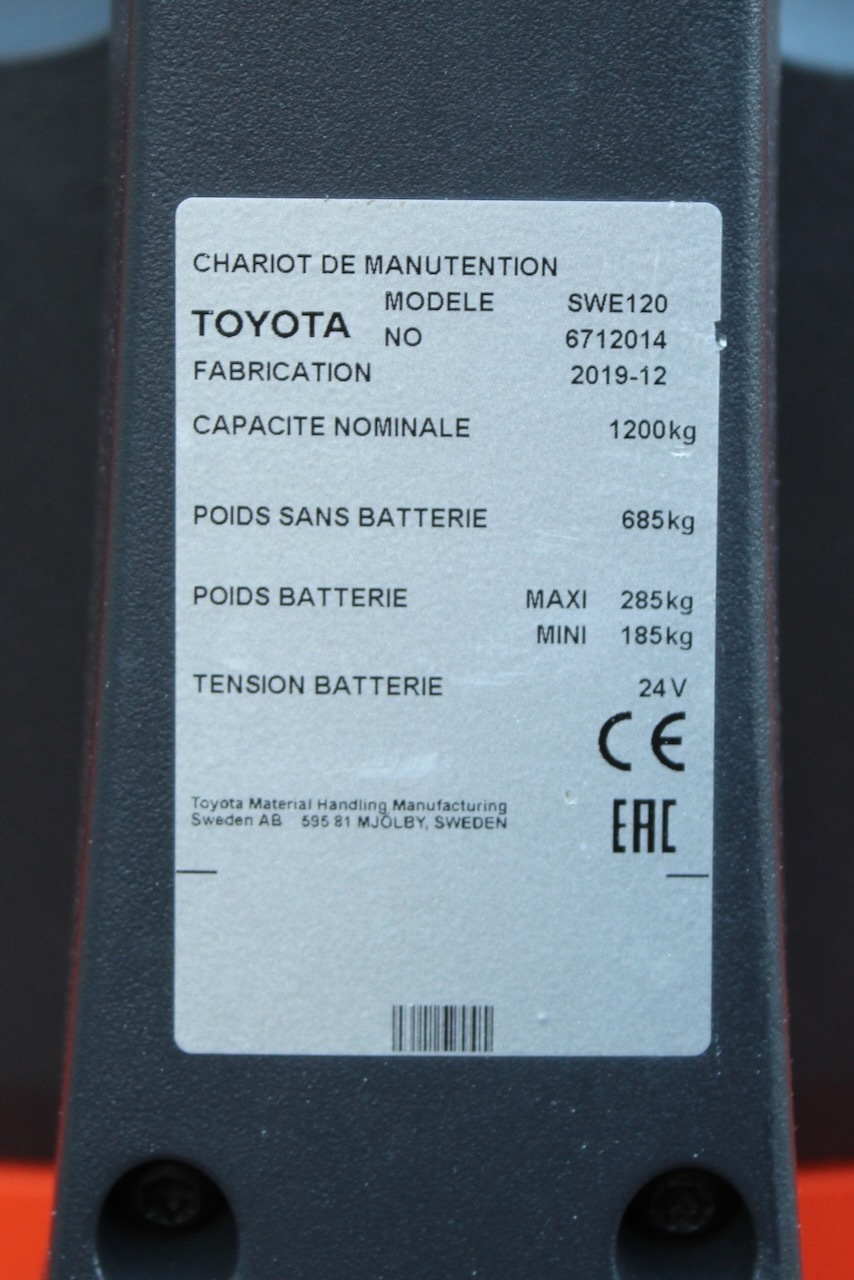 CHARIOT DE MANUTENTION
TOYOTA MODELE SWE120
NO 6712014
FABRICATION 2019-12
CAPACITE NOMINALE 1200kg
POIDS SANS BATTERIE 685kg
POIDS BATTERIE MAXI 285kg
MINI 185kg
TENSION BATTERIE 24V
CE
Toyota Material Handling Manufacturing
Sweden AB 595 81 MJÖLBY, SWEDEN
EAC